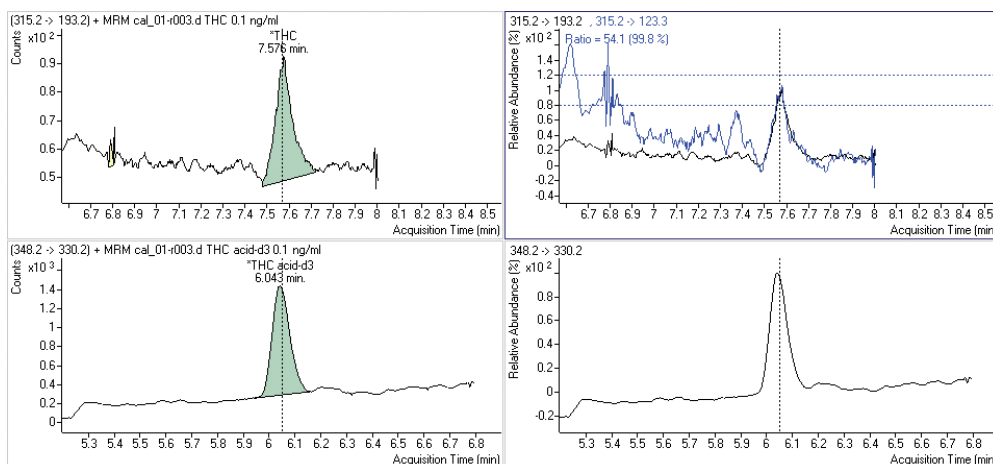 (315.2 -> 193.2) + MRM cal_01-r003.d THC 0.1 ng/ml
Counts
x10²
*THC
7.576 min.
0.9
0.8
0.7
0.6
0.5
6.7 6.8 6.9 7 7.1 7.2 7.3 7.4 7.5 7.6 7.7 7.8 7.9 8 8.1 8.2 8.3 8.4 8.5
Acquisition Time (min)
315.2 -> 193.2 , 315.2 -> 123.3
Relative Abundance (%)
x10²
Ratio = 54.1 (99.8 %)
1.6
1.4
1.2
1
0.8
0.6
0.4
0.2
0
-0.2
-0.4
6.7 6.8 6.9 7 7.1 7.2 7.3 7.4 7.5 7.6 7.7 7.8 7.9 8 8.1 8.2 8.3 8.4 8.5
Acquisition Time (min)
(348.2 -> 330.2) + MRM cal_01-r003.d THC acid-d3 0.1 ng/ml
Counts
x10³
*THC acid-d3
6.043 min.
1.6
1.4
1.2
1
0.8
0.6
0.4
0.2
0
5.3 5.4 5.5 5.6 5.7 5.8 5.9 6 6.1 6.2 6.3 6.4 6.5 6.6 6.7 6.8
Acquisition Time (min)
348.2 -> 330.2
Relative Abundance (%)
x10²
0.8
0.6
0.4
0.2
0
-0.2
5.3 5.4 5.5 5.6 5.7 5.8 5.9 6 6.1 6.2 6.3 6.4 6.5 6.6 6.7 6.8
Acquisition Time (min)